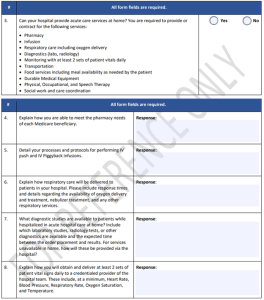 # All form fields are required.
3. Can your hospital provide acute care services at home? You are required to provide or Yes No
contract for the following services:
• Pharmacy
• Infusion
• Respiratory care including oxygen delivery
• Diagnostics (labs, radiology)
• Monitoring with at least 2 sets of patient vitals daily
• Transportation
• Food services including meal availability as needed by the patient
• Durable Medical Equipment
• Physical, Occupational, and Speech Therapy
• Social work and care coordination
# All form fields are required.
4. Explain how you are able to meet the pharmacy needs Response:
of each Medicare beneficiary.
5. Detail your processes and protocols for performing IV Response:
push and IV Piggyback infusions.
6. Explain how respiratory care will be delivered to Response:
patients in your hospital. Please include response times
and details regarding the availability of oxygen delivery
and treatment, nebulizer treatment, and any other
respiratory services.
7. What diagnostic studies are available to patients while Response:
hospitalized in acute hospital care at home? Include
which laboratory studies, radiology tests, or other
diagnostics are available and the expected time
between the order placement and results. For services
unavailable in home, how will these be provided via the
hospital?
8. Explain how you will obtain and deliver at least 2 sets of Response:
patient vital signs daily to a credentialed provider of the
hospital team. These include, at a minimum, Heart Rate,
Blood Pressure, Respiratory Rate, Oxygen Saturation,
and Temperature.
FOR REFERENCE ONLY